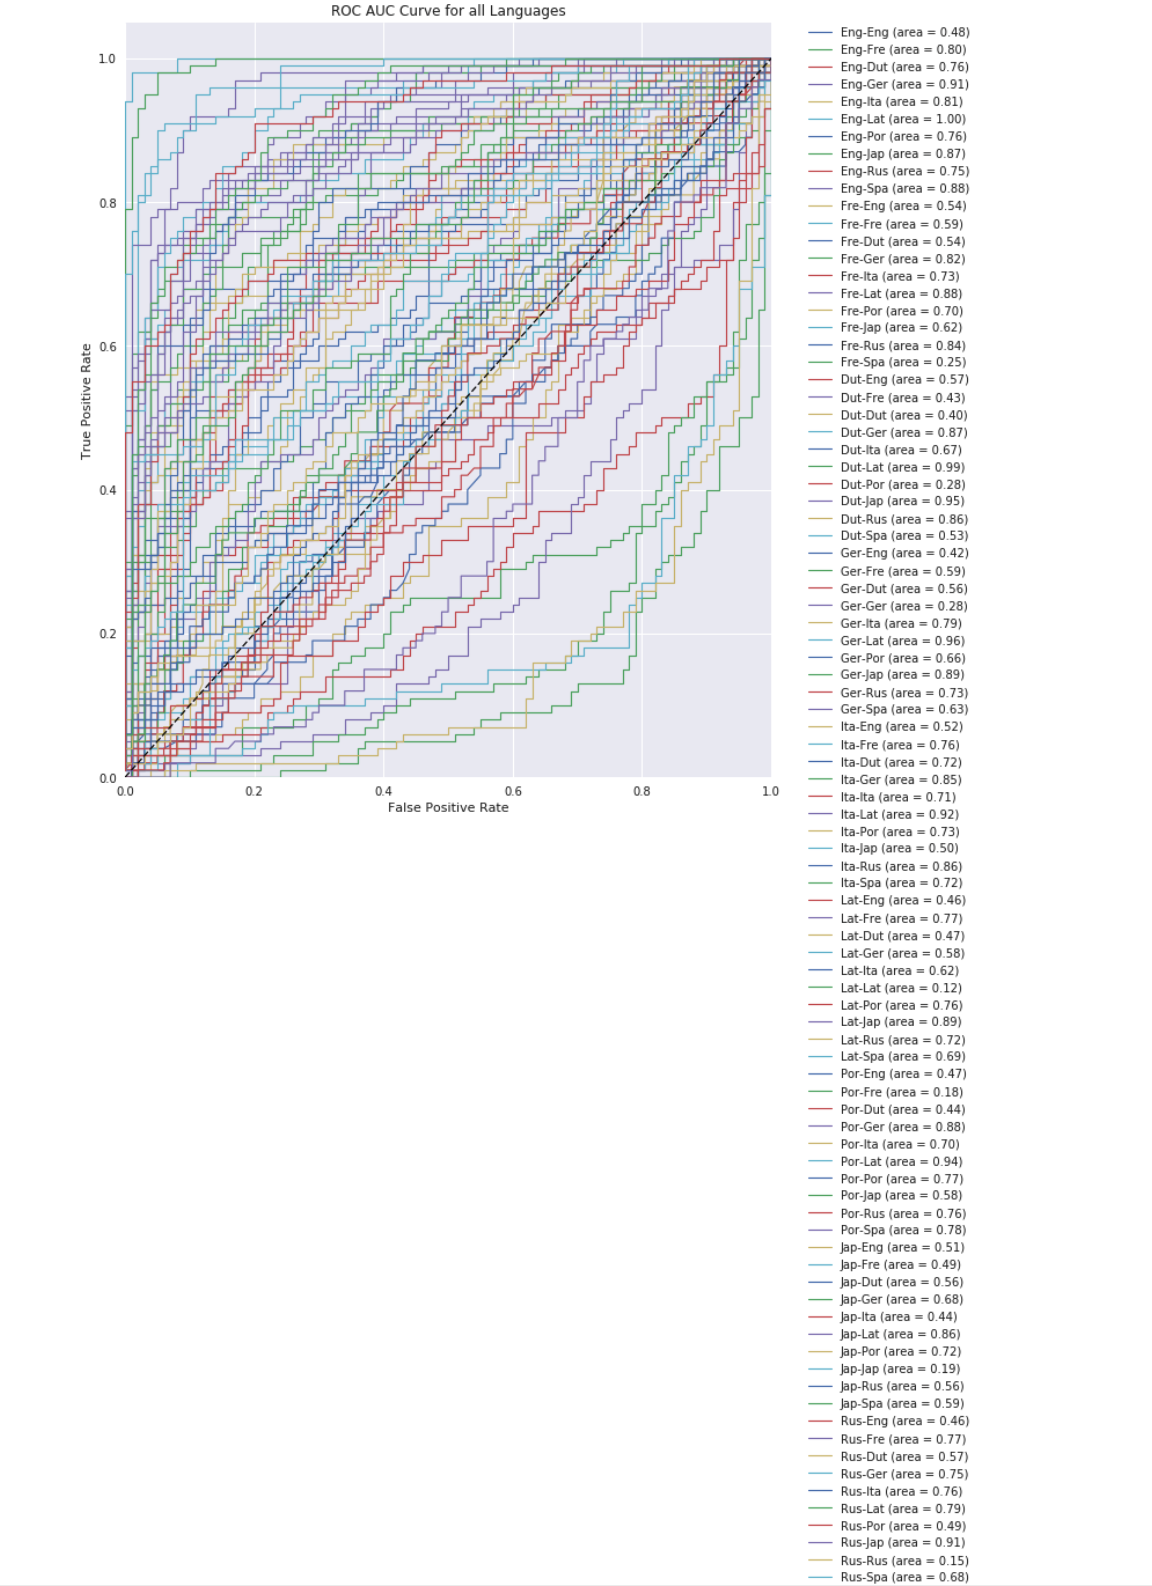 ROC AUC Curve for all Languages
True Positive Rate
1.0
0.8
0.6
0.4
0.2
0.0
0.0 0.2 0.4 0.6 0.8 1.0
False Positive Rate
Eng-Eng (area = 0.48)
Eng-Fre (area = 0.80)
Eng-Dut (area = 0.76)
Eng-Ger (area = 0.91)
Eng-Ita (area = 0.81)
Eng-Lat (area = 1.00)
Eng-Por (area = 0.76)
Eng-Jap (area = 0.87)
Eng-Rus (area = 0.75)
Eng-Spa (area = 0.88)
Fre-Eng (area = 0.54)
Fre-Fre (area = 0.59)
Fre-Dut (area = 0.54)
Fre-Ger (area = 0.82)
Fre-Ita (area = 0.73)
Fre-Lat (area = 0.88)
Fre-Por (area = 0.70)
Fre-Jap (area = 0.62)
Fre-Rus (area = 0.84)
Fre-Spa (area = 0.25)
Dut-Eng (area = 0.57)
Dut-Fre (area = 0.43)
Dut-Dut (area = 0.40)
Dut-Ger (area = 0.87)
Dut-Ita (area = 0.67)
Dut-Lat (area = 0.99)
Dut-Por (area = 0.28)
Dut-Jap (area = 0.95)
Dut-Rus (area = 0.86)
Dut-Spa (area = 0.53)
Ger-Eng (area = 0.42)
Ger-Fre (area = 0.59)
Ger-Dut (area = 0.56)
Ger-Ger (area = 0.28)
Ger-Ita (area = 0.79)
Ger-Lat (area = 0.96)
Ger-Por (area = 0.66)
Ger-Jap (area = 0.89)
Ger-Rus (area = 0.73)
Ger-Spa (area = 0.63)
Ita-Eng (area = 0.52)
Ita-Fre (area = 0.76)
Ita-Dut (area = 0.72)
Ita-Ger (area = 0.85)
Ita-Ita (area = 0.71)
Ita-Lat (area = 0.92)
Ita-Por (area = 0.73)
Ita-Jap (area = 0.50)
Ita-Rus (area = 0.86)
Ita-Spa (area = 0.72)
Lat-Eng (area = 0.46)
Lat-Fre (area = 0.77)
Lat-Dut (area = 0.47)
Lat-Ger (area = 0.58)
Lat-Ita (area = 0.62)
Lat-Lat (area = 0.12)
Lat-Por (area = 0.76)
Lat-Jap (area = 0.89)
Lat-Rus (area = 0.72)
Lat-Spa (area = 0.69)
Por-Eng (area = 0.47)
Por-Fre (area = 0.18)
Por-Dut (area = 0.44)
Por-Ger (area = 0.88)
Por-Ita (area = 0.70)
Por-Lat (area = 0.94)
Por-Por (area = 0.77)
Por-Jap (area = 0.58)
Por-Rus (area = 0.76)
Por-Spa (area = 0.78)
Jap-Eng (area = 0.51)
Jap-Fre (area = 0.49)
Jap-Dut (area = 0.56)
Jap-Ger (area = 0.68)
Jap-Ita (area = 0.44)
Jap-Lat (area = 0.86)
Jap-Por (area = 0.72)
Jap-Jap (area = 0.19)
Jap-Rus (area = 0.56)
Jap-Spa (area = 0.59)
Rus-Eng (area = 0.46)
Rus-Fre (area = 0.77)
Rus-Dut (area = 0.57)
Rus-Ger (area = 0.75)
Rus-Ita (area = 0.76)
Rus-Lat (area = 0.79)
Rus-Por (area = 0.49)
Rus-Jap (area = 0.91)
Rus-Rus (area = 0.15)
Rus-Spa (area = 0.68)